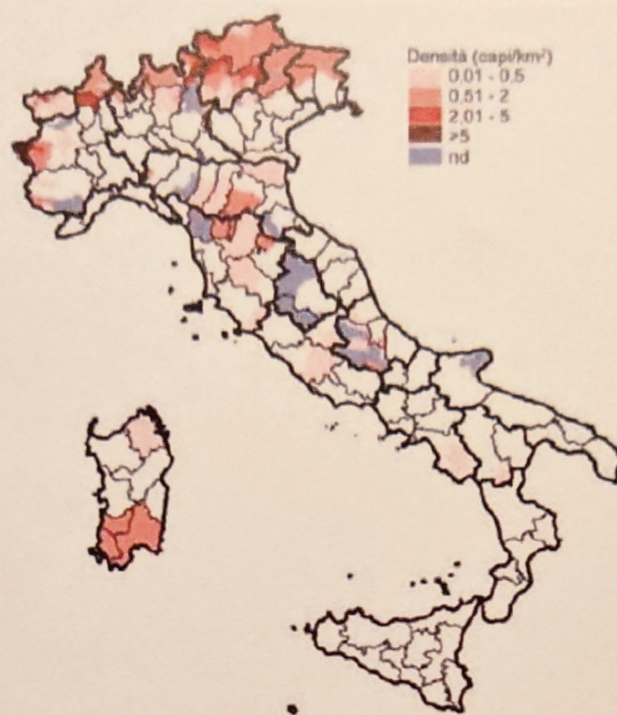 Densità (capi/km²)
0,01 - 0,5
0,51 - 2
2,01 - 5
>5
nd